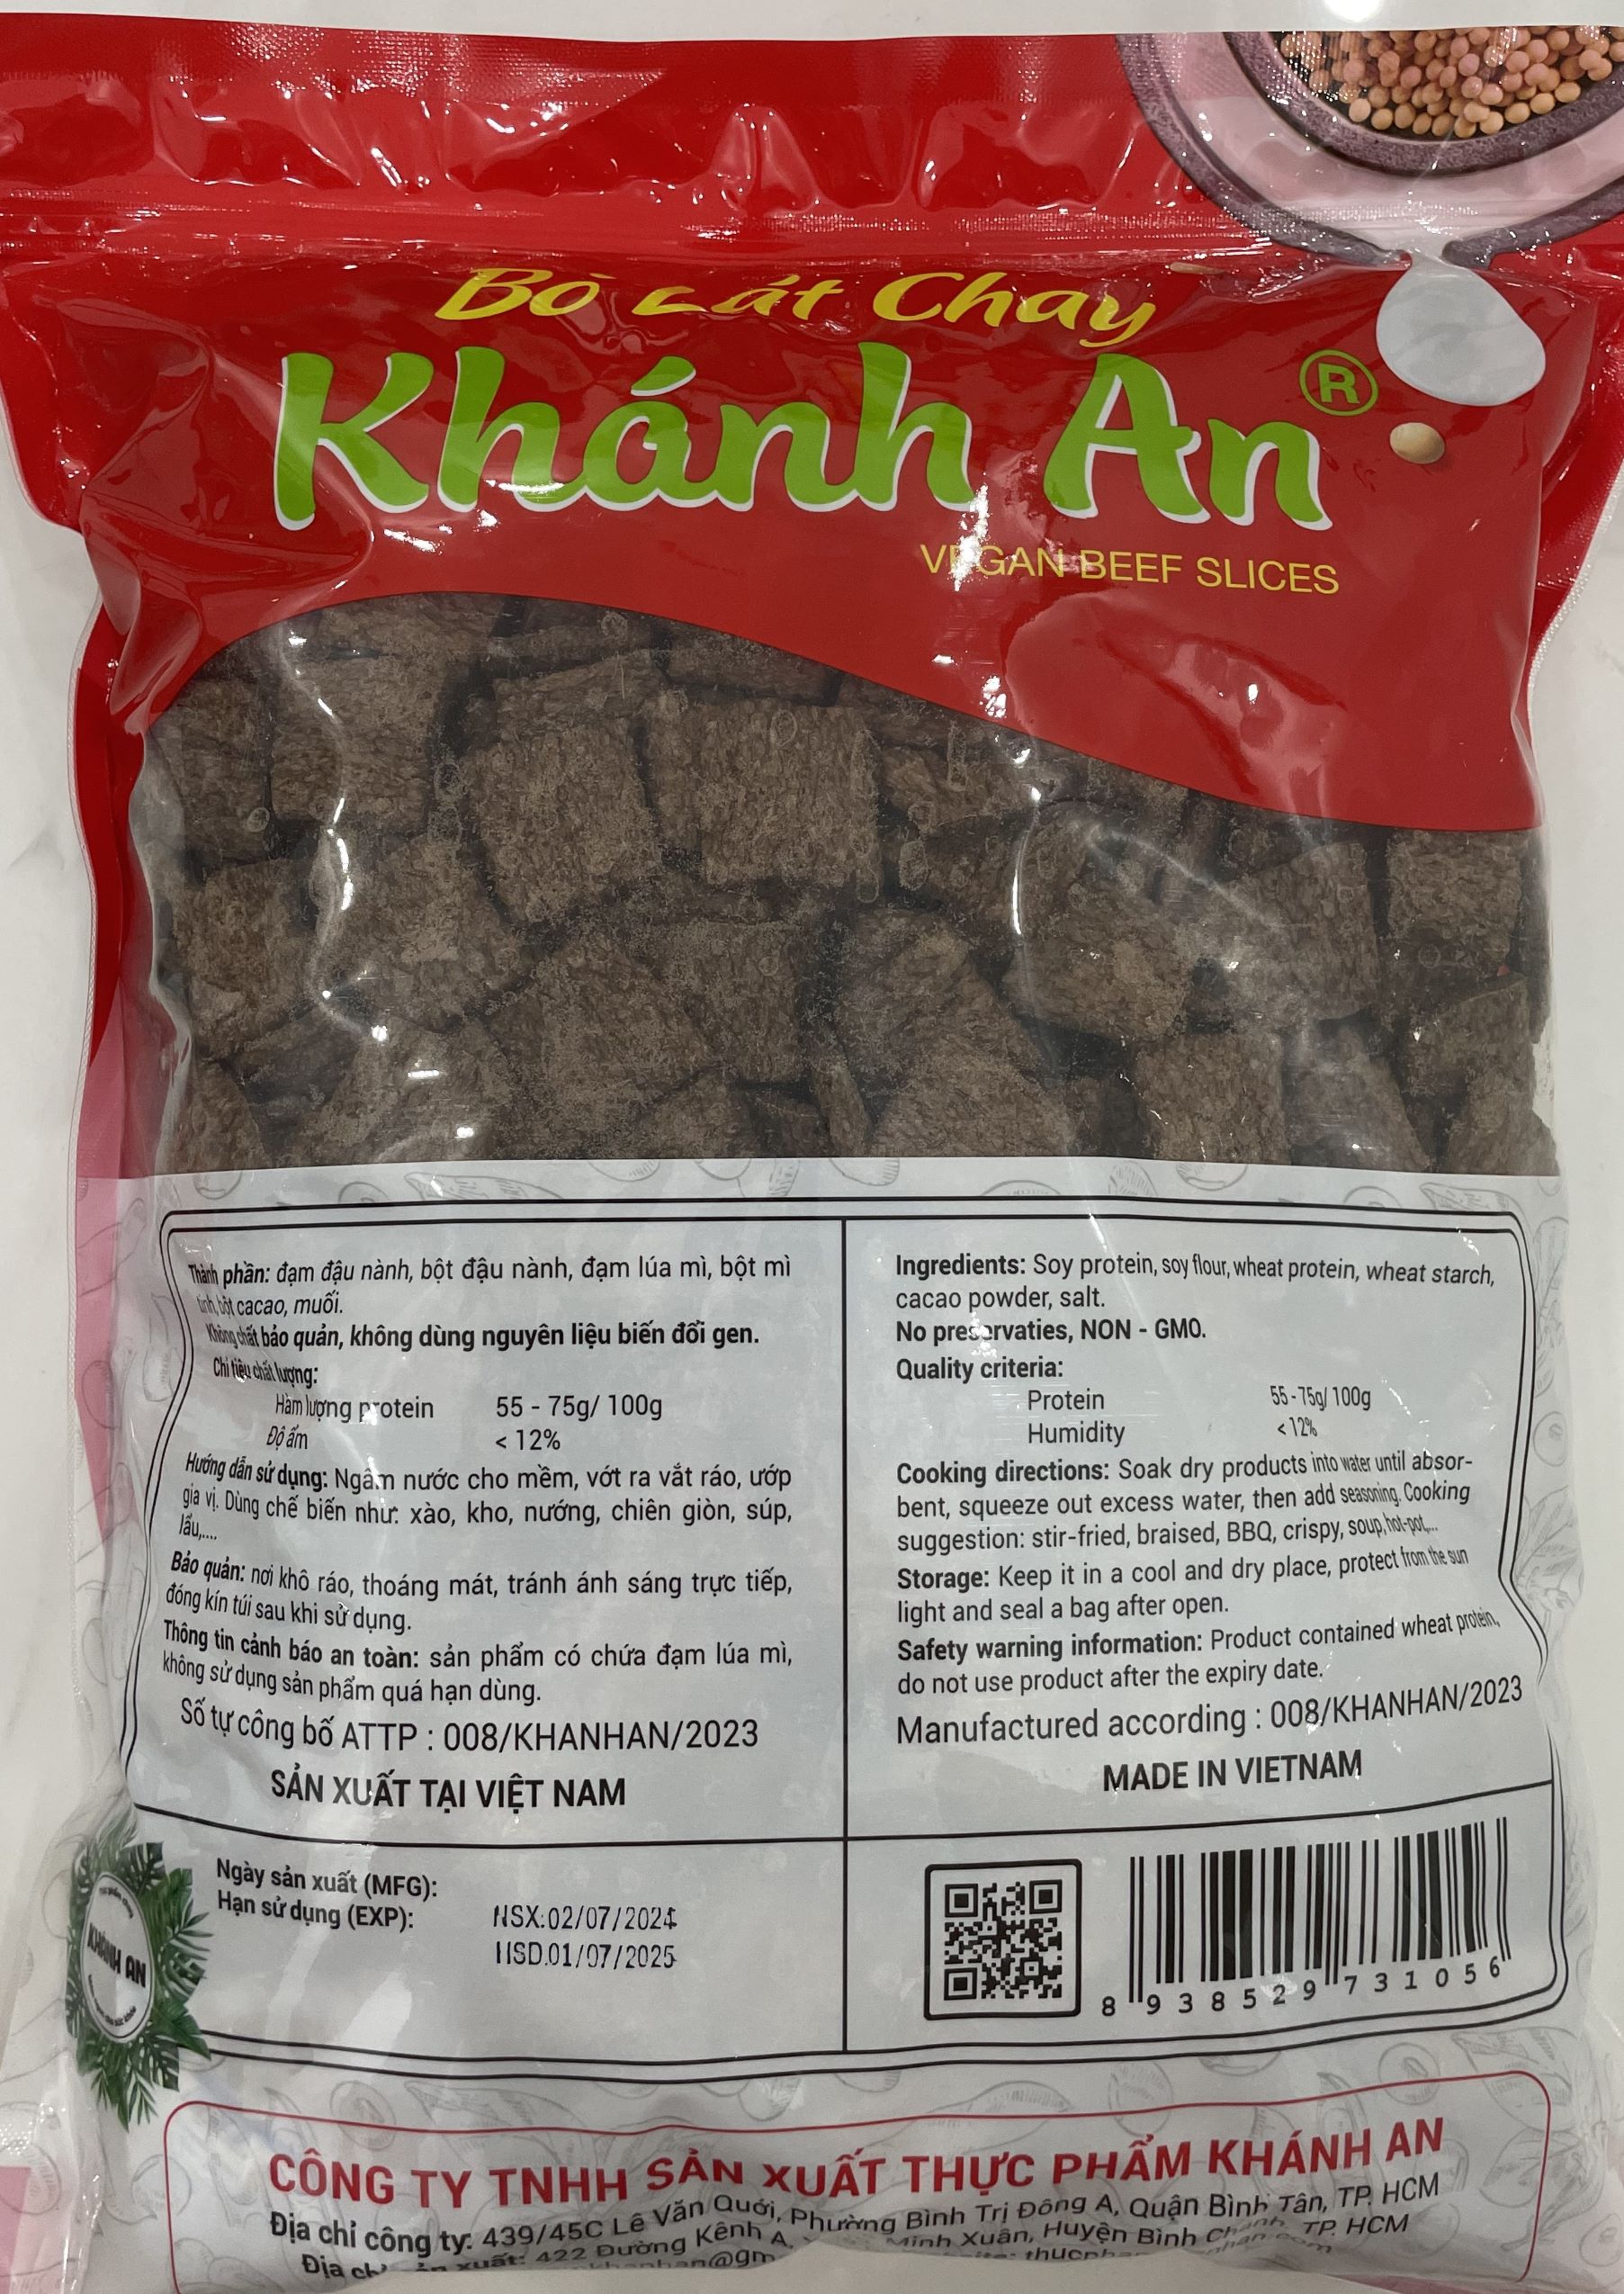 Bò Lát Chay
Khánh An®
VEGAN BEEF SLICES
Thành phần: đạm đậu nành, bột đậu nành, đạm lúa mì, bột mì
tinh, bột cacao, muối.
Không chất bảo quản, không dùng nguyên liệu biến đổi gen.
Chỉ tiêu chất lượng:
Hàm lượng protein 55 - 75g/ 100g
Độ ẩm < 12%
Hướng dẫn sử dụng: Ngâm nước cho mềm, vớt ra vắt ráo, ướp
gia vị. Dùng chế biến như: xào, kho, nướng, chiên giòn, súp,
lẩu,....
Bảo quản: nơi khô ráo, thoáng mát, tránh ánh sáng trực tiếp,
đóng kín túi sau khi sử dụng.
Thông tin cảnh báo an toàn: sản phẩm có chứa đạm lúa mì,
không sử dụng sản phẩm quá hạn dùng.
Số tự công bố ATTP : 008/KHANHAN/2023
SẢN XUẤT TẠI VIỆT NAM
Ingredients: Soy protein, soy flour, wheat protein, wheat starch,
cacao powder, salt.
No preservaties, NON - GMO.
Quality criteria:
Protein 55 -75g/ 100g
Humidity < 12%
Cooking directions: Soak dry products into water until absor-
bent, squeeze out excess water, then add seasoning. Cooking
suggestion: stir-fried, braised, BBQ, crispy, soup, hot-pot,...
Storage: Keep it in a cool and dry place, protect from the sun
light and seal a bag after open.
Safety warning information: Product contained wheat protein,
do not use product after the expiry date.
Manufactured according : 008/KHANHAN/2023
MADE IN VIETNAM
Ngày sản xuất (MFG):
Hạn sử dụng (EXP):
NSX:02/07/2024
HSD.01/07/2025
8 938529 731056
KHÁNH AN
CÔNG TY TNHH SẢN XUẤT THỰC PHẨM KHÁNH AN
Địa chỉ công ty: 439/45C Lê Văn Quới, Phường Bình Trị Đông A, Quận Bình Tân, TP. HCM
Địa chỉ sản xuất: 422 Đường Kênh A, Minh Xuân, Huyện Bình Chánh, TP. HCM